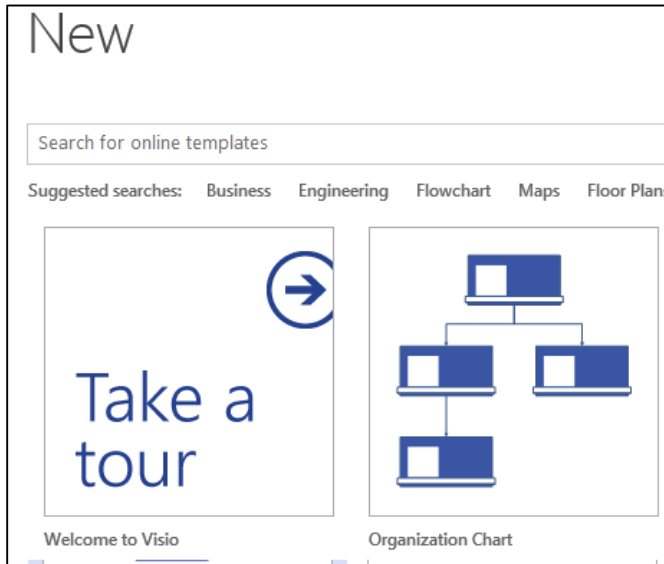 New
Search for online templates
Suggested searches: Business Engineering Flowchart Maps Floor Plans
Take a
tour
Welcome to Visio
Organization Chart